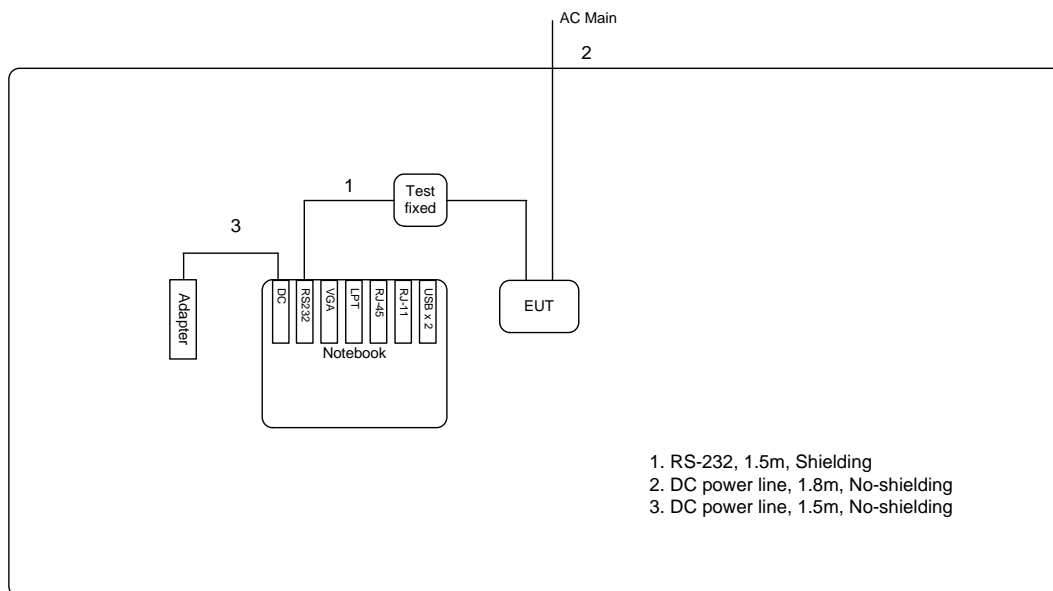 AC Main
2
1
Test
fixed
3
Adapter
DC
RS232
VGA
LPT
RJ-45
RJ-11
USB x 2
Notebook
EUT
1. RS-232, 1.5m, Shielding
2. DC power line, 1.8m, No-shielding
3. DC power line, 1.5m, No-shielding